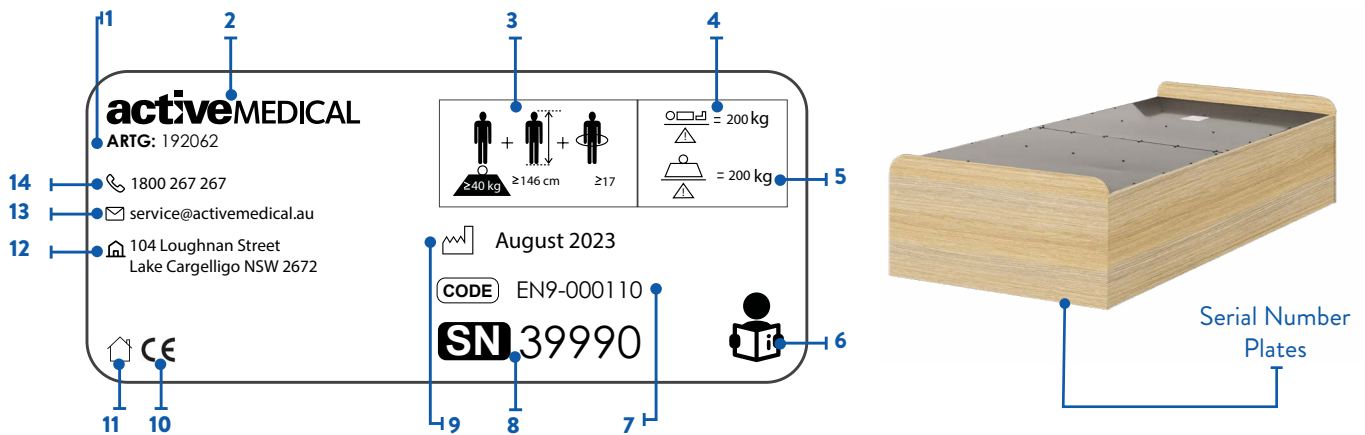 1
2
3
4
activeMEDICAL
ARTG: 192062
1800 267 267
service@activemedical.au
104 Loughnan Street
Lake Cargelligo NSW 2672
≥40 kg
≥146 cm
≥17
+
+
= 200 kg
= 200 kg
August 2023
CODE EN9-000110
SN 39990
CE
14
13
12
5
6
11
10
9
8
7
Serial Number
Plates